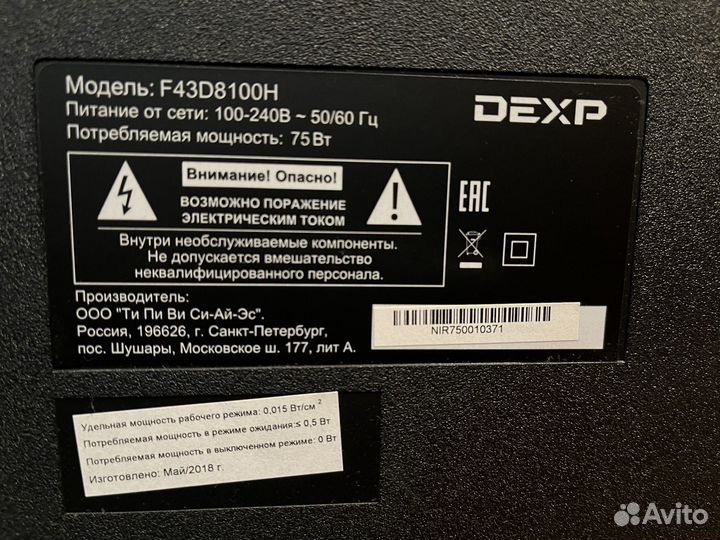 Модель: F43D8100H
Питание от сети: 100-240В ~ 50/60 Гц
Потребляемая мощность: 75Вт
DEXP
Внимание! Опасно!
ВОЗМОЖНО ПОРАЖЕНИЕ
ЭЛЕКТРИЧЕСКИМ ТОКОМ
Внутри необслуживаемые компоненты.
Не допускается вмешательство
неквалифицированного персонала.
EAC
Производитель:
ООО "Ти Пи Ви Си-Ай-Эс".
Россия, 196626, г. Санкт-Петербург,
пос. Шушары, Московское ш. 177, лит А.
NIR750010371
Удельная мощность рабочего режима: 0,015 Вт/см²
Потребляемая мощность в режиме ожидания:≤ 0,5 Вт
Потребляемая мощность в выключенном режиме: 0 Вт
Изготовлено: Май/2018 г.
Avito